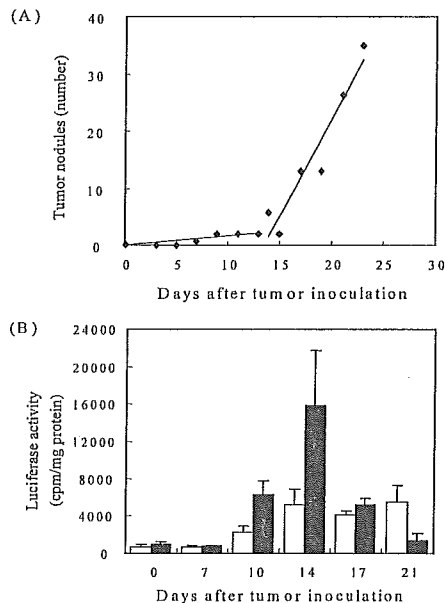 (A)
Tumor nodules (number)
40
30
20
10
0
0 5 10 15 20 25 30
Days after tumor inoculation
(B)
Luciferase activity
(cpm/mg protein)
24000
20000
16000
12000
8000
4000
0
0 7 10 14 17 21
Days after tumor inoculation